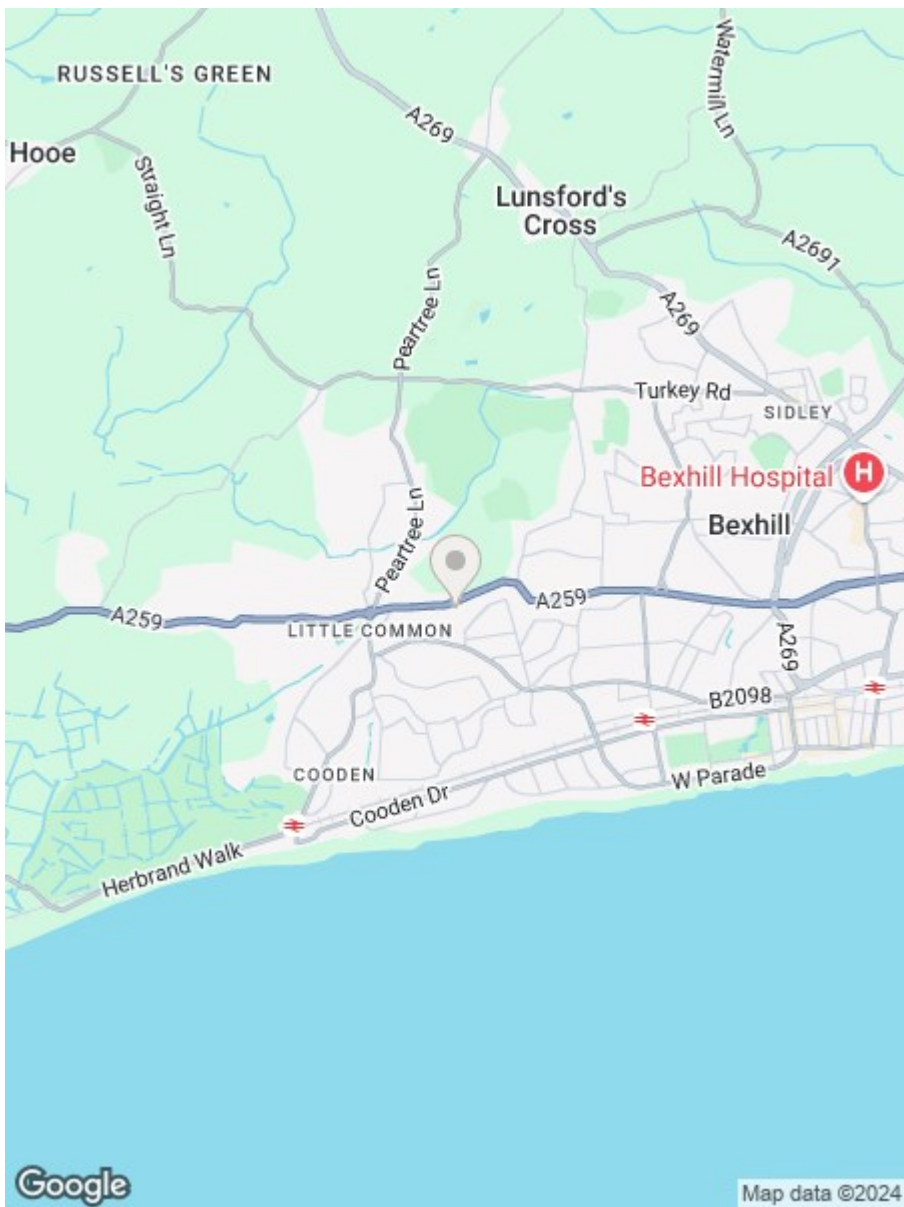 RUSSELL'S GREEN
Watermill Ln
A269
Hooe
Straight Ln
Lunsford's
Cross
A2691
Peartree Ln
A269
Turkey Rd
SIDLEY
Bexhill Hospital
H
Bexhill
Peartree Ln
A259
A259
LITTLE COMMON
A269
B2098
COODEN
W Parade
Cooden Dr
Herbrand Walk
Google
Map data ©2024